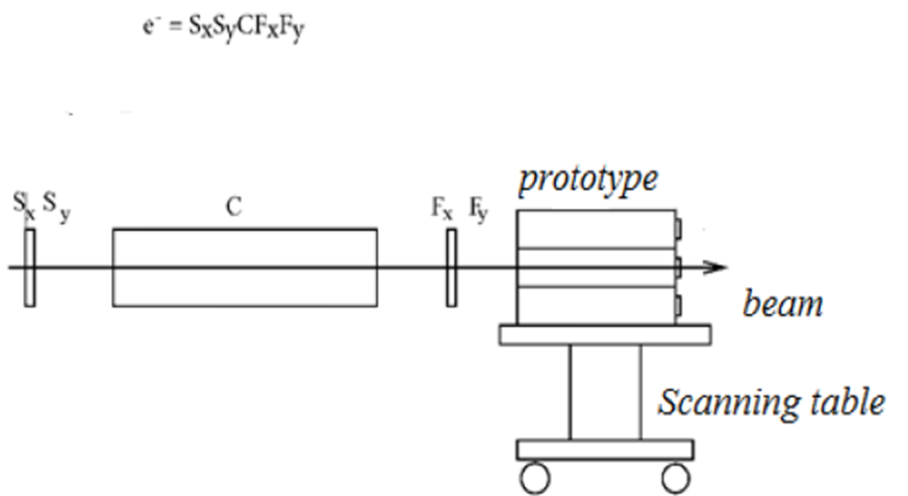 e⁻ = SxSyCFxFy
Sx Sy C Fx Fy prototype
beam
Scanning table